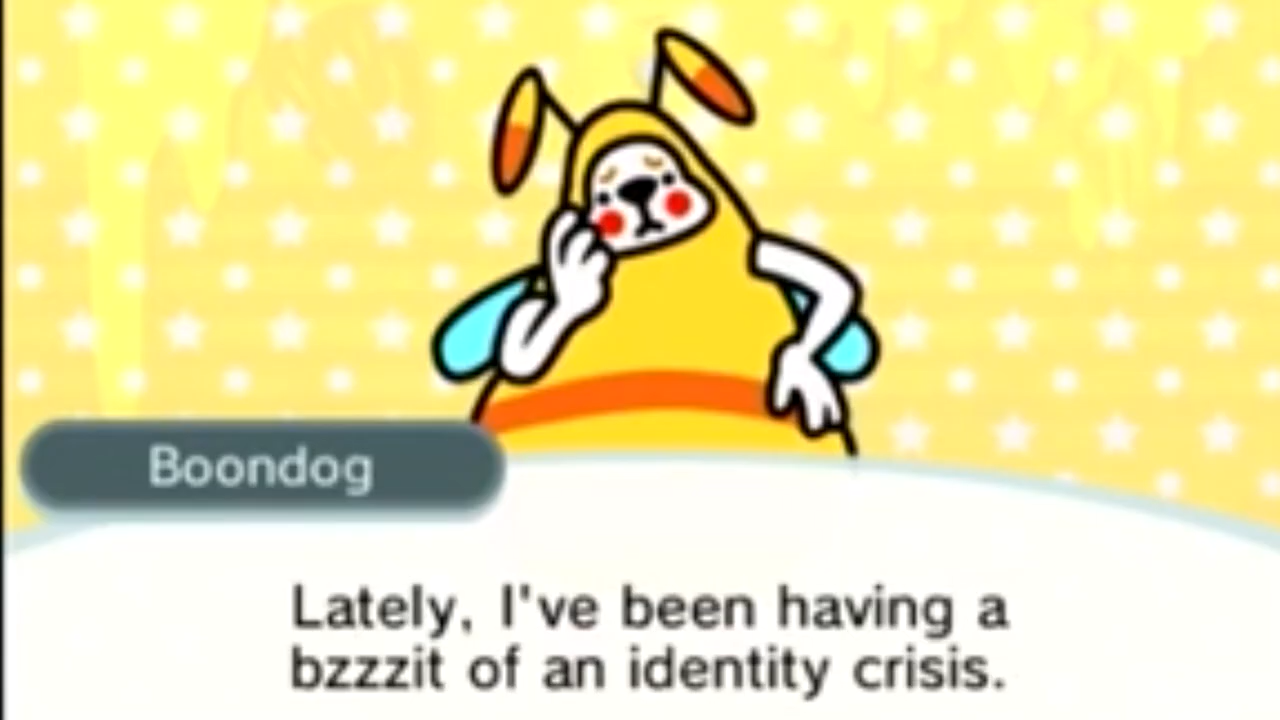 Boondog
Lately, I've been having a
bzzzit of an identity crisis.